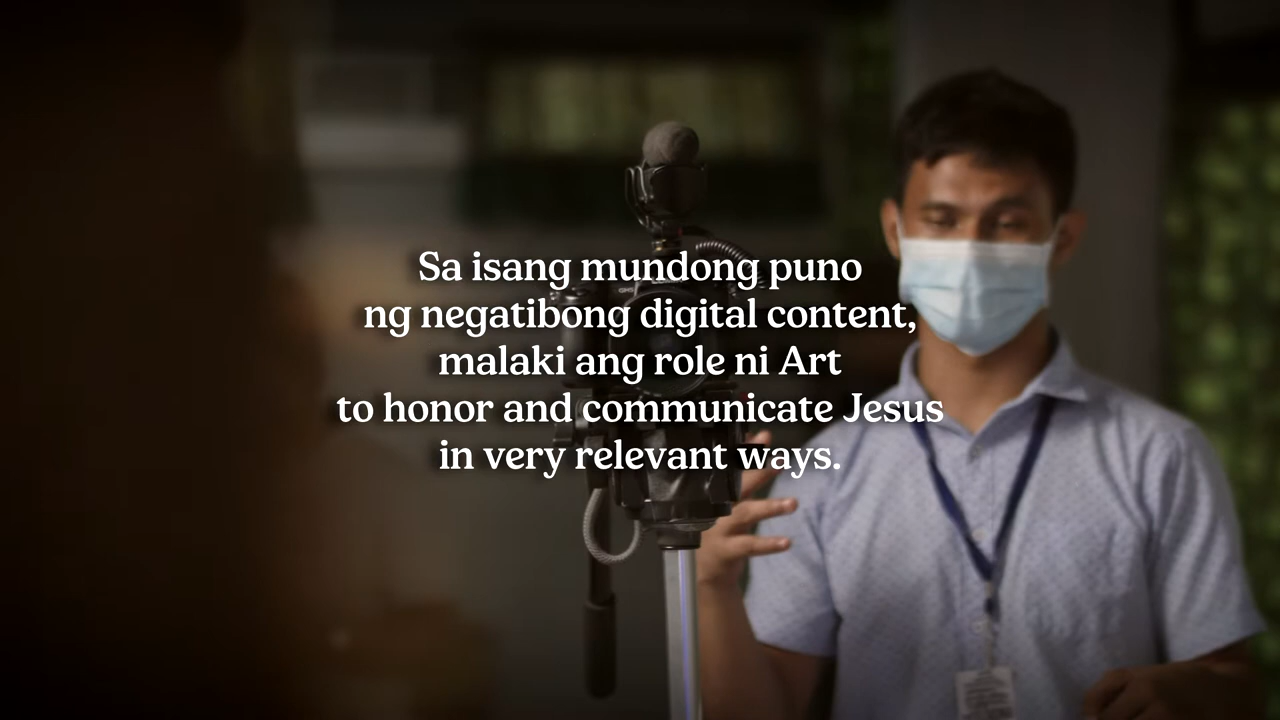 Sa isang mundong puno
ng negatibong digital content,
malaki ang role ni Art
to honor and communicate Jesus
in very relevant ways.